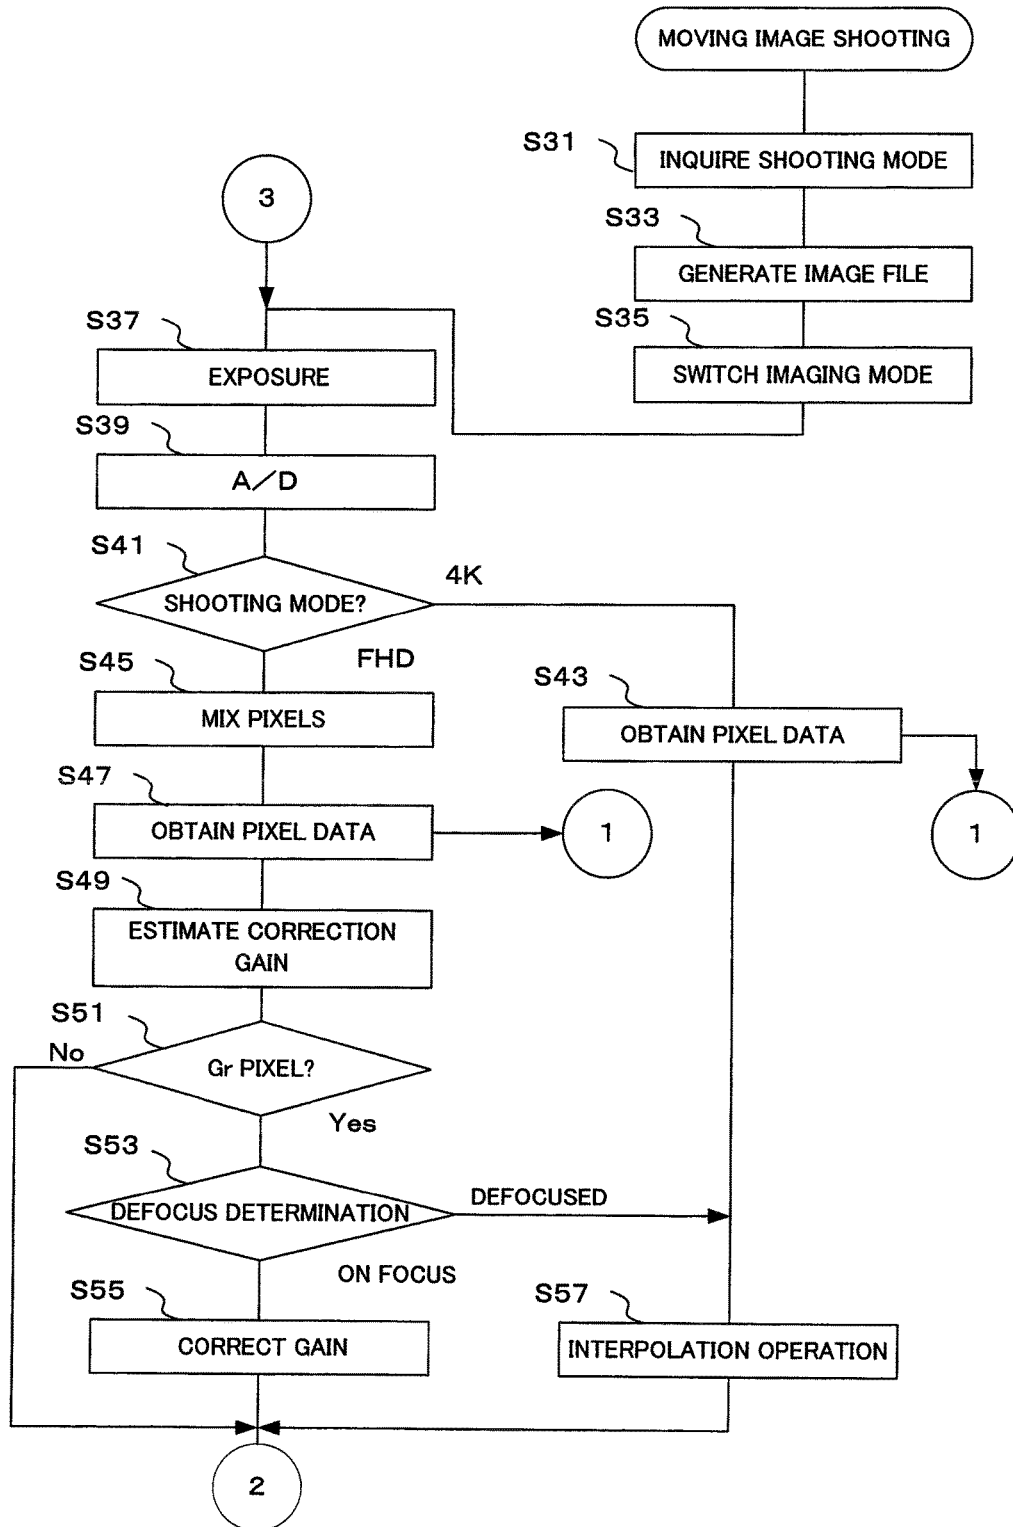 MOVING IMAGE SHOOTING
S31
INQUIRE SHOOTING MODE
3
S33
GENERATE IMAGE FILE
S35
SWITCH IMAGING MODE
S37
EXPOSURE
S39
A/D
S41
SHOOTING MODE?
4K
FHD
S45
MIX PIXELS
S43
OBTAIN PIXEL DATA
S47
OBTAIN PIXEL DATA
1
1
S49
ESTIMATE CORRECTION
GAIN
S51
No
Gr PIXEL?
Yes
S53
DEFOCUS DETERMINATION
DEFOCUSED
ON FOCUS
S55
CORRECT GAIN
S57
INTERPOLATION OPERATION
2